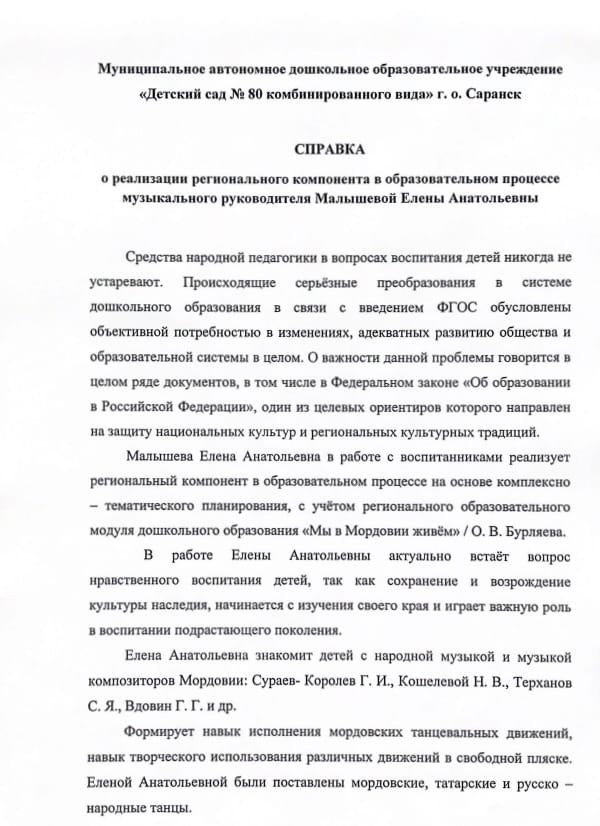 Муниципальное автономное дошкольное образовательное учреждение
«Детский сад № 80 комбинированного вида» г. о. Саранск
СПРАВКА
о реализации регионального компонента в образовательном процессе
музыкального руководителя Малышевой Елены Анатольевны
Средства народной педагогики в вопросах воспитания детей никогда не
устаревают. Происходящие серьёзные преобразования в системе
дошкольного образования в связи с введением ФГОС обусловлены
объективной потребностью в изменениях, адекватных развитию общества и
образовательной системы в целом. О важности данной проблемы говорится в
целом ряде документов, в том числе в Федеральном законе «Об образовании
в Российской Федерации», один из целевых ориентиров которого направлен
на защиту национальных культур и региональных культурных традиций.
Малышева Елена Анатольевна в работе с воспитанниками реализует
региональный компонент в образовательном процессе на основе комплексно
– тематического планирования, с учётом регионального образовательного
модуля дошкольного образования «Мы в Мордовии живём» / О. В. Бурляева.
В работе Елены Анатольевны актуально встаёт вопрос
нравственного воспитания детей, так как сохранение и возрождение
культуры наследия, начинается с изучения своего края и играет важную роль
в воспитании подрастающего поколения.
Елена Анатольевна знакомит детей с народной музыкой и музыкой
композиторов Мордовии: Сураев- Королев Г. И., Кошелевой Н. В., Терханов
С. Я., Вдовин Г. Г. и др.
Формирует навык исполнения мордовских танцевальных движений,
навык творческого использования различных движений в свободной пляске.
Еленой Анатольевной были поставлены мордовские, татарские и русско –
народные танцы.